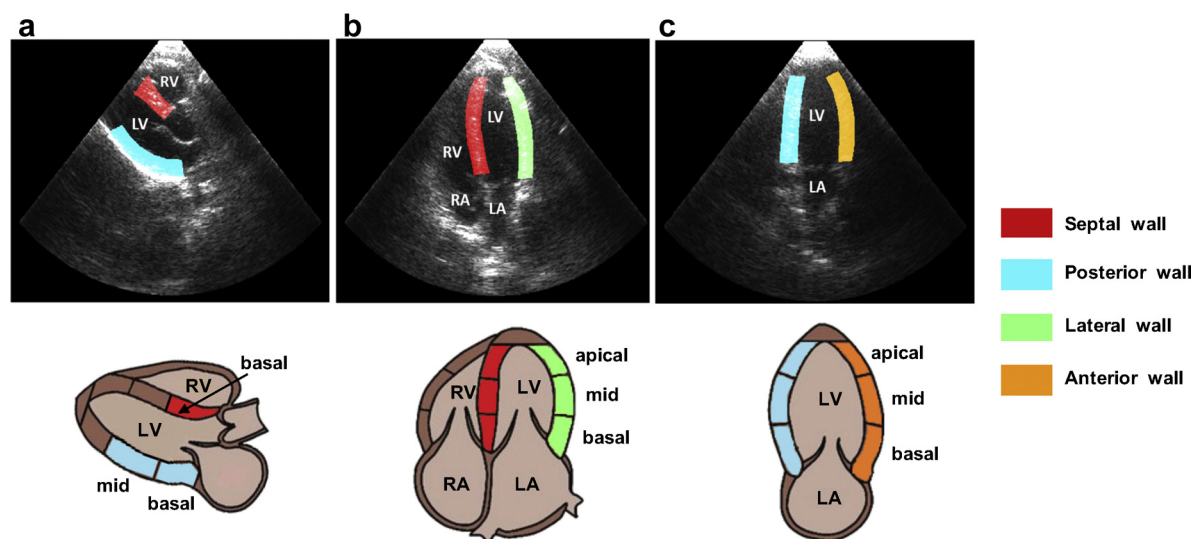 a
b
c
RV
LV
LV
RV
RA
LA
LV
LA
Septal wall
Posterior wall
Lateral wall
Anterior wall
basal
RV
LV
mid
basal
RV
LV
apical
mid
basal
RA
LA
LV
apical
mid
basal
LA